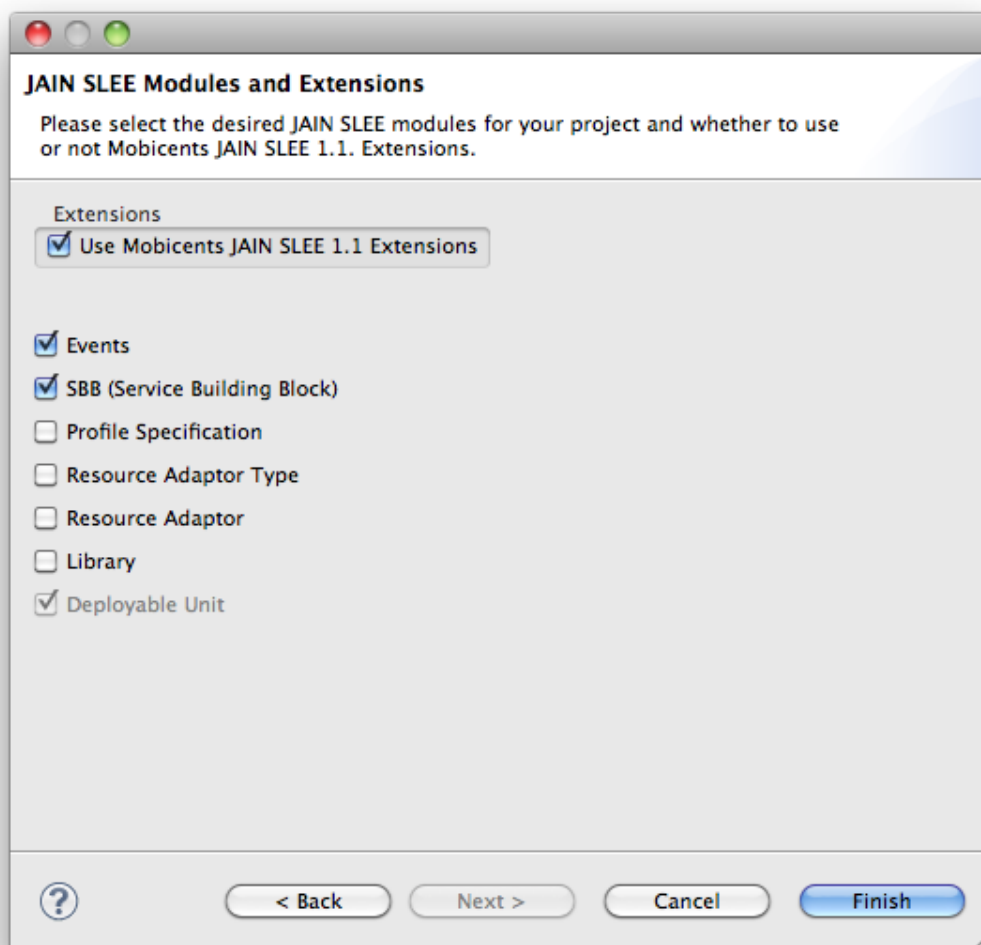 JAIN SLEE Modules and Extensions
Please select the desired JAIN SLEE modules for your project and whether to use
or not Mobicents JAIN SLEE 1.1. Extensions.
Extensions
Use Mobicents JAIN SLEE 1.1 Extensions
Events
SBB (Service Building Block)
Profile Specification
Resource Adaptor Type
Resource Adaptor
Library
Deployable Unit
? < Back Next > Cancel Finish